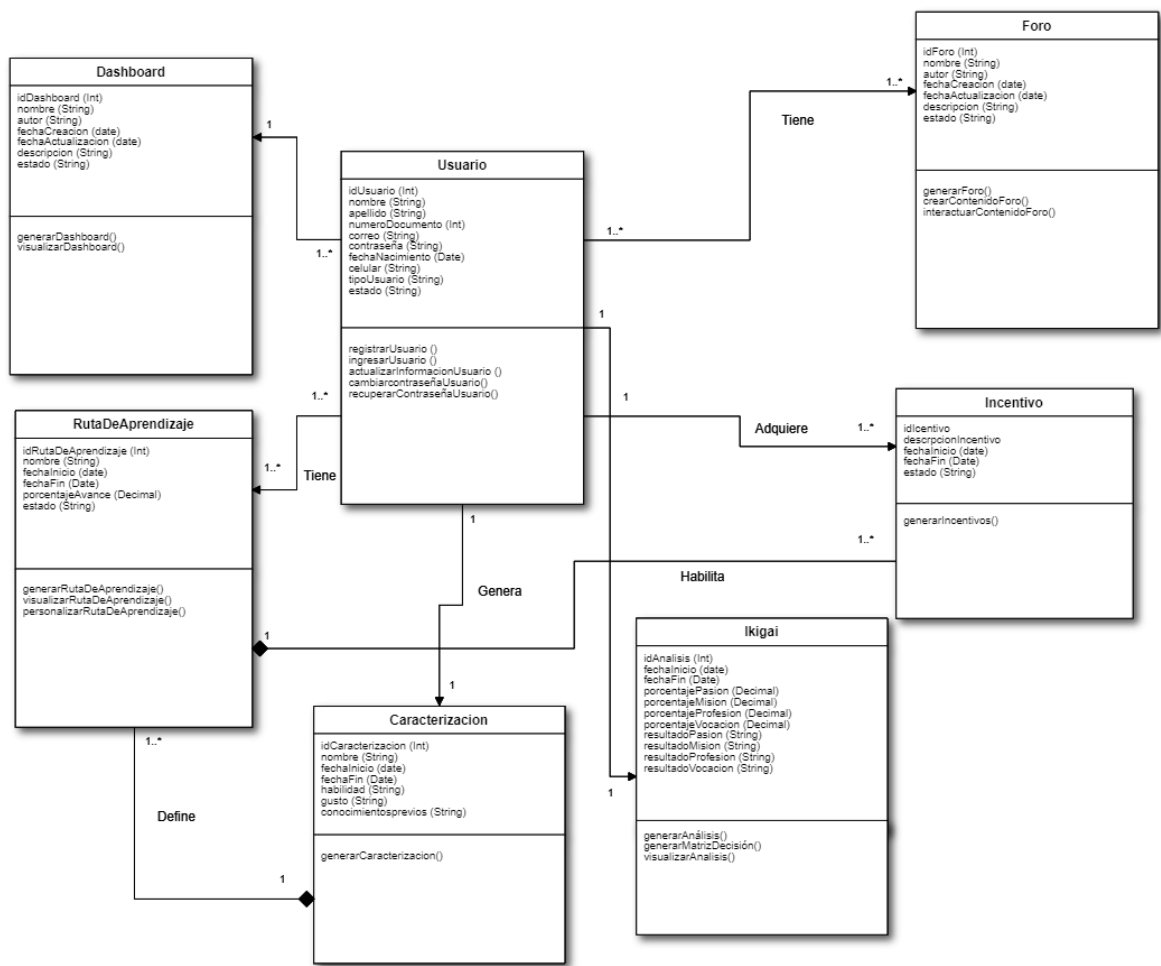 Foro
idForo (Int)
nombre (String)
autor (String)
fechaCreacion (date)
fechaActualizacion (date)
descripcion (String)
estado (String)
generarForo()
crearContenidoForo()
interactuarContenidoForo()
Dashboard
idDashboard (Int)
nombre (String)
autor (String)
fechaCreacion (date)
fechaActualizacion (date)
descripcion (String)
estado (String)
generarDashboard()
visualizarDashboard()
1
1..*
Usuario
idUsuario (Int)
nombre (String)
apellido (String)
numeroDocumento (Int)
correo (String)
contraseña (String)
fechaNacimiento (Date)
celular (String)
tipoUsuario (String)
estado (String)
registrarUsuario ()
ingresarUsuario ()
actualizarInformacionUsuario ()
cambiarcontraseñaUsuario()
recuperarContraseñaUsuario()
1..*
Tiene
1..*
1
1
Adquiere
1..*
Incentivo
idIcentivo
descrpcionIncentivo
fechaInicio (date)
fechaFin (Date)
estado (String)
generarIncentivos()
RutaDeAprendizaje
idRutaDeAprendizaje (Int)
nombre (String)
fechaInicio (date)
fechaFin (Date)
porcentajeAvance (Decimal)
estado (String)
generarRutaDeAprendizaje()
visualizarRutaDeAprendizaje()
personalizarRutaDeAprendizaje()
1..*
1..*
Tiene
1
Genera
1
1..*
Habilita
1
Ikigai
idAnalisis (Int)
fechaInicio (date)
fechaFin (Date)
porcentajePasion (Decimal)
porcentajeMision (Decimal)
porcentajeProfesion (Decimal)
porcentajeVocacion (Decimal)
resultadoPasion (String)
resultadoMision (String)
resultadoProfesion (String)
resultadoVocacion (String)
generarAnálisis()
generarMatrizDecisión()
visualizarAnalisis()
1
Caracterizacion
idCaracterizacion (Int)
nombre (String)
fechaInicio (date)
fechaFin (Date)
habilidad (String)
gusto (String)
conocimientosprevios (String)
generarCaracterizacion()
1..*
Define
1